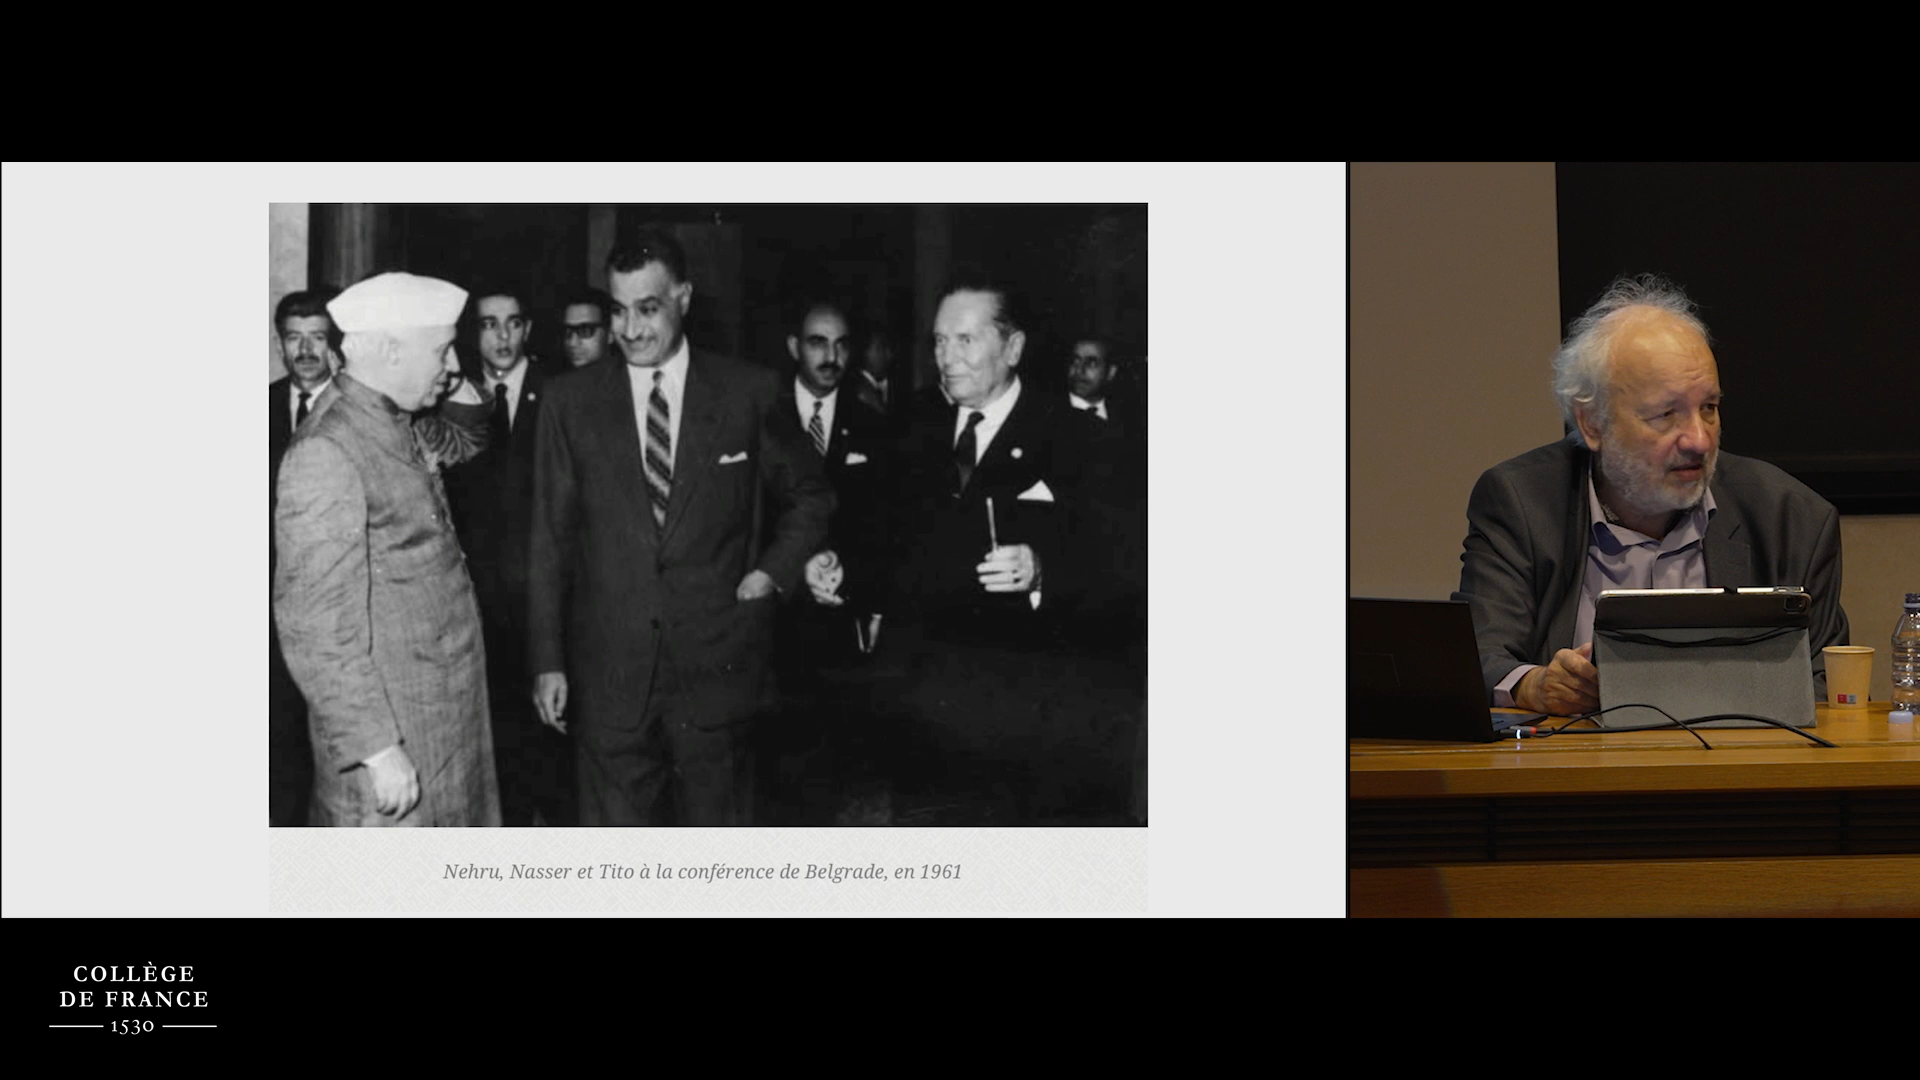 Nehru, Nasser et Tito à la conférence de Belgrade, en 1961
COLLÈGE
DE FRANCE
1530